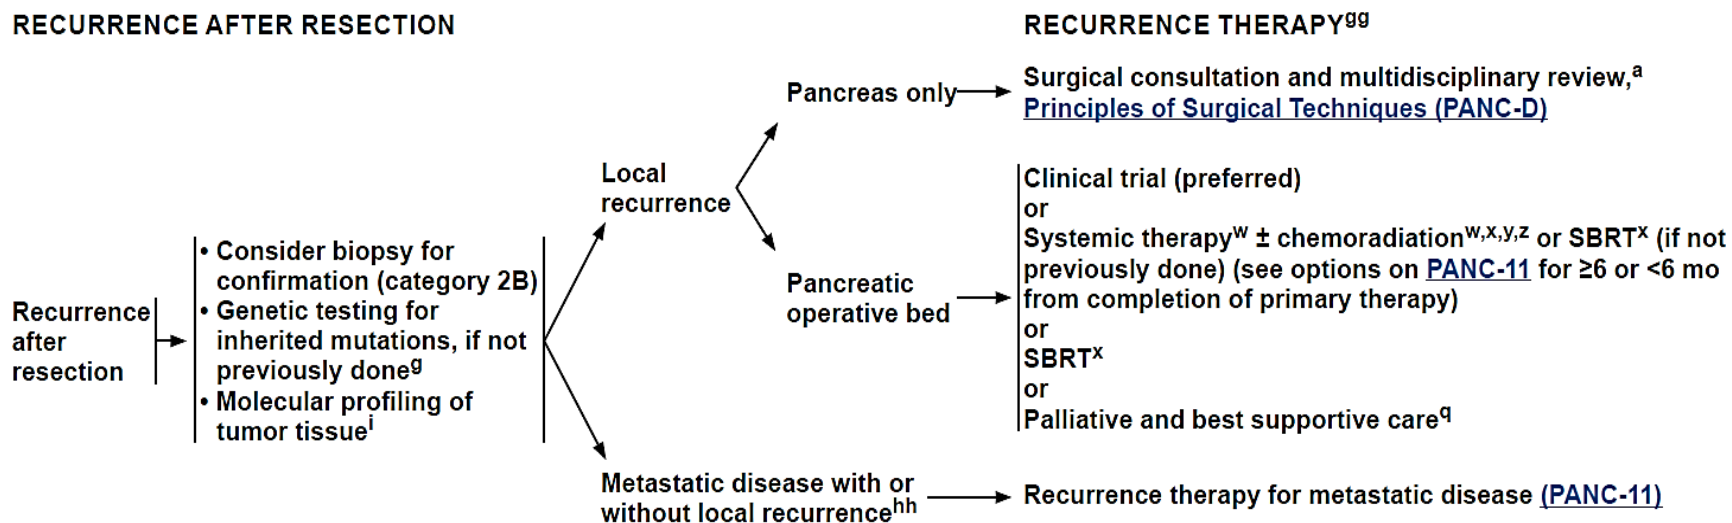 RECURRENCE AFTER RESECTION
RECURRENCE THERAPYgg
Recurrence
after
resection
• Consider biopsy for
confirmation (category 2B)
• Genetic testing for
inherited mutations, if not
previously doneg
• Molecular profiling of
tumor tissuei
Local
recurrence
Pancreas only
Surgical consultation and multidisciplinary review,a
Principles of Surgical Techniques (PANC-D)
Pancreatic
operative bed
Clinical trial (preferred)
or
Systemic therapyw ± chemoradiationw,x,y,z or SBRTx (if not
previously done) (see options on PANC-11 for ≥6 or <6 mo
from completion of primary therapy)
or
SBRTx
or
Palliative and best supportive careq
Metastatic disease with or
without local recurrencehh
Recurrence therapy for metastatic disease (PANC-11)